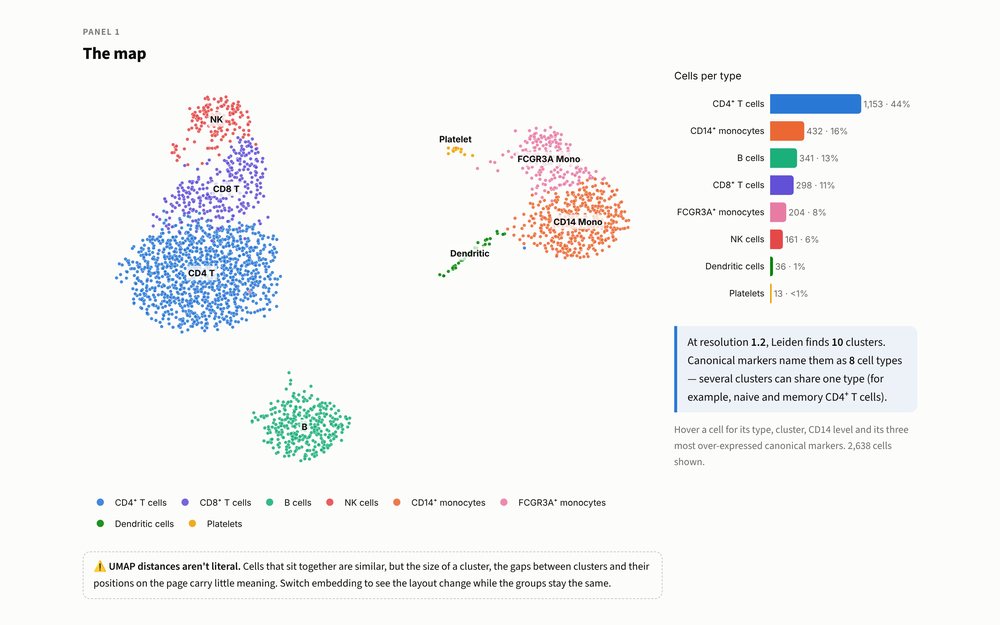 PANEL 1
The map
NK
CD8 T
CD4 T
Platelet
FCGR3A Mono
CD14 Mono
Dendritic
B
Cells per type
CD4⁺ T cells 1,153 · 44%
CD14⁺ monocytes 432 · 16%
B cells 341 · 13%
CD8⁺ T cells 298 · 11%
FCGR3A⁺ monocytes 204 · 8%
NK cells 161 · 6%
Dendritic cells 36 · 1%
Platelets 13 · <1%
At resolution 1.2, Leiden finds 10 clusters.
Canonical markers name them as 8 cell types
— several clusters can share one type (for
example, naive and memory CD4⁺ T cells).
Hover a cell for its type, cluster, CD14 level and its three
most over-expressed canonical markers. 2,638 cells
shown.
CD4⁺ T cells CD8⁺ T cells B cells NK cells CD14⁺ monocytes FCGR3A⁺ monocytes
Dendritic cells Platelets
⚠️ UMAP distances aren't literal. Cells that sit together are similar, but the size of a cluster, the gaps between clusters and their
positions on the page carry little meaning. Switch embedding to see the layout change while the groups stay the same.